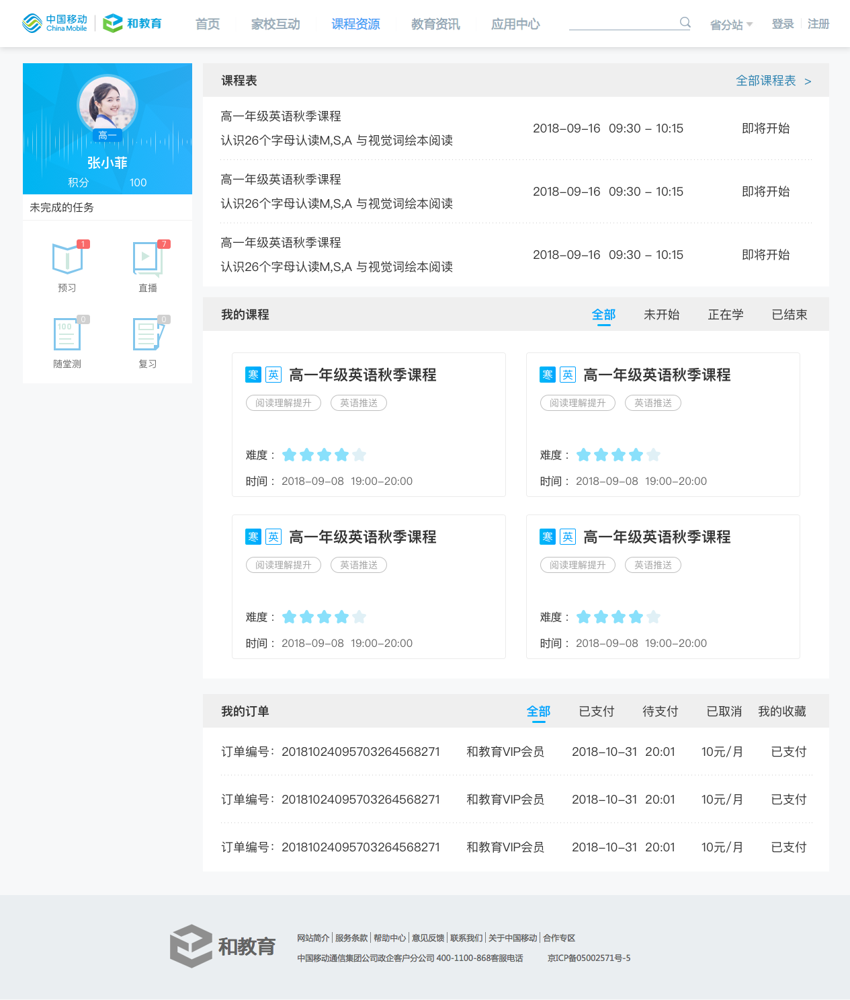 中国移动 China Mobile 和教育 首页 家校互动 课程资源 教育资讯 应用中心 省分站 登录 注册
高一
张小菲
积分 100
未完成的任务
1 7
预习 直播
100 0 0
随堂测 复习
课程表 全部课程表 >
高一年级英语秋季课程
认识26个字母认读M,S,A 与视觉词绘本阅读
2018-09-16 09:30 - 10:15 即将开始
高一年级英语秋季课程
认识26个字母认读M,S,A 与视觉词绘本阅读
2018-09-16 09:30 - 10:15 即将开始
高一年级英语秋季课程
认识26个字母认读M,S,A 与视觉词绘本阅读
2018-09-16 09:30 - 10:15 即将开始
我的课程 全部 未开始 正在学 已结束
寒 英 高一年级英语秋季课程
阅读理解提升 英语推送
难度：
时间： 2018-09-08 19:00-20:00
寒 英 高一年级英语秋季课程
阅读理解提升 英语推送
难度：
时间： 2018-09-08 19:00-20:00
寒 英 高一年级英语秋季课程
阅读理解提升 英语推送
难度：
时间： 2018-09-08 19:00-20:00
寒 英 高一年级英语秋季课程
阅读理解提升 英语推送
难度：
时间： 2018-09-08 19:00-20:00
我的订单 全部 已支付 待支付 已取消 我的收藏
订单编号：20181024095703264568271 和教育VIP会员 2018-10-31 20:01 10元/月 已支付
订单编号：20181024095703264568271 和教育VIP会员 2018-10-31 20:01 10元/月 已支付
订单编号：20181024095703264568271 和教育VIP会员 2018-10-31 20:01 10元/月 已支付
和教育
网站简介 | 服务条款 | 帮助中心 | 意见反馈 | 联系我们 | 关于中国移动 | 合作专区
中国移动通信集团公司政企客户分公司 400-1100-868客服电话 京ICP备05002571号-5